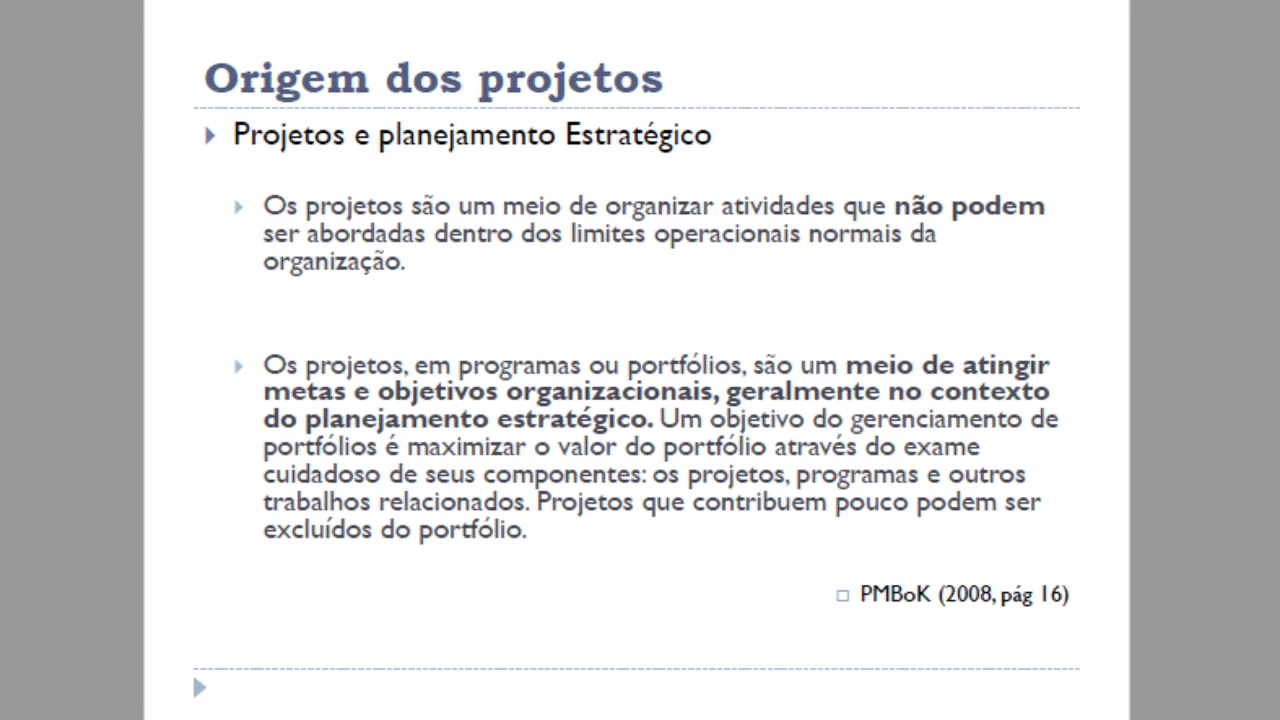 Origem dos projetos
Projetos e planejamento Estratégico
Os projetos são um meio de organizar atividades que não podem
ser abordadas dentro dos limites operacionais normais da
organização.
Os projetos, em programas ou portfólios, são um meio de atingir
metas e objetivos organizacionais, geralmente no contexto
do planejamento estratégico. Um objetivo do gerenciamento de
portfólios é maximizar o valor do portfólio através do exame
cuidadoso de seus componentes: os projetos, programas e outros
trabalhos relacionados. Projetos que contribuem pouco podem ser
excluídos do portfólio.
PMBoK (2008, pág 16)